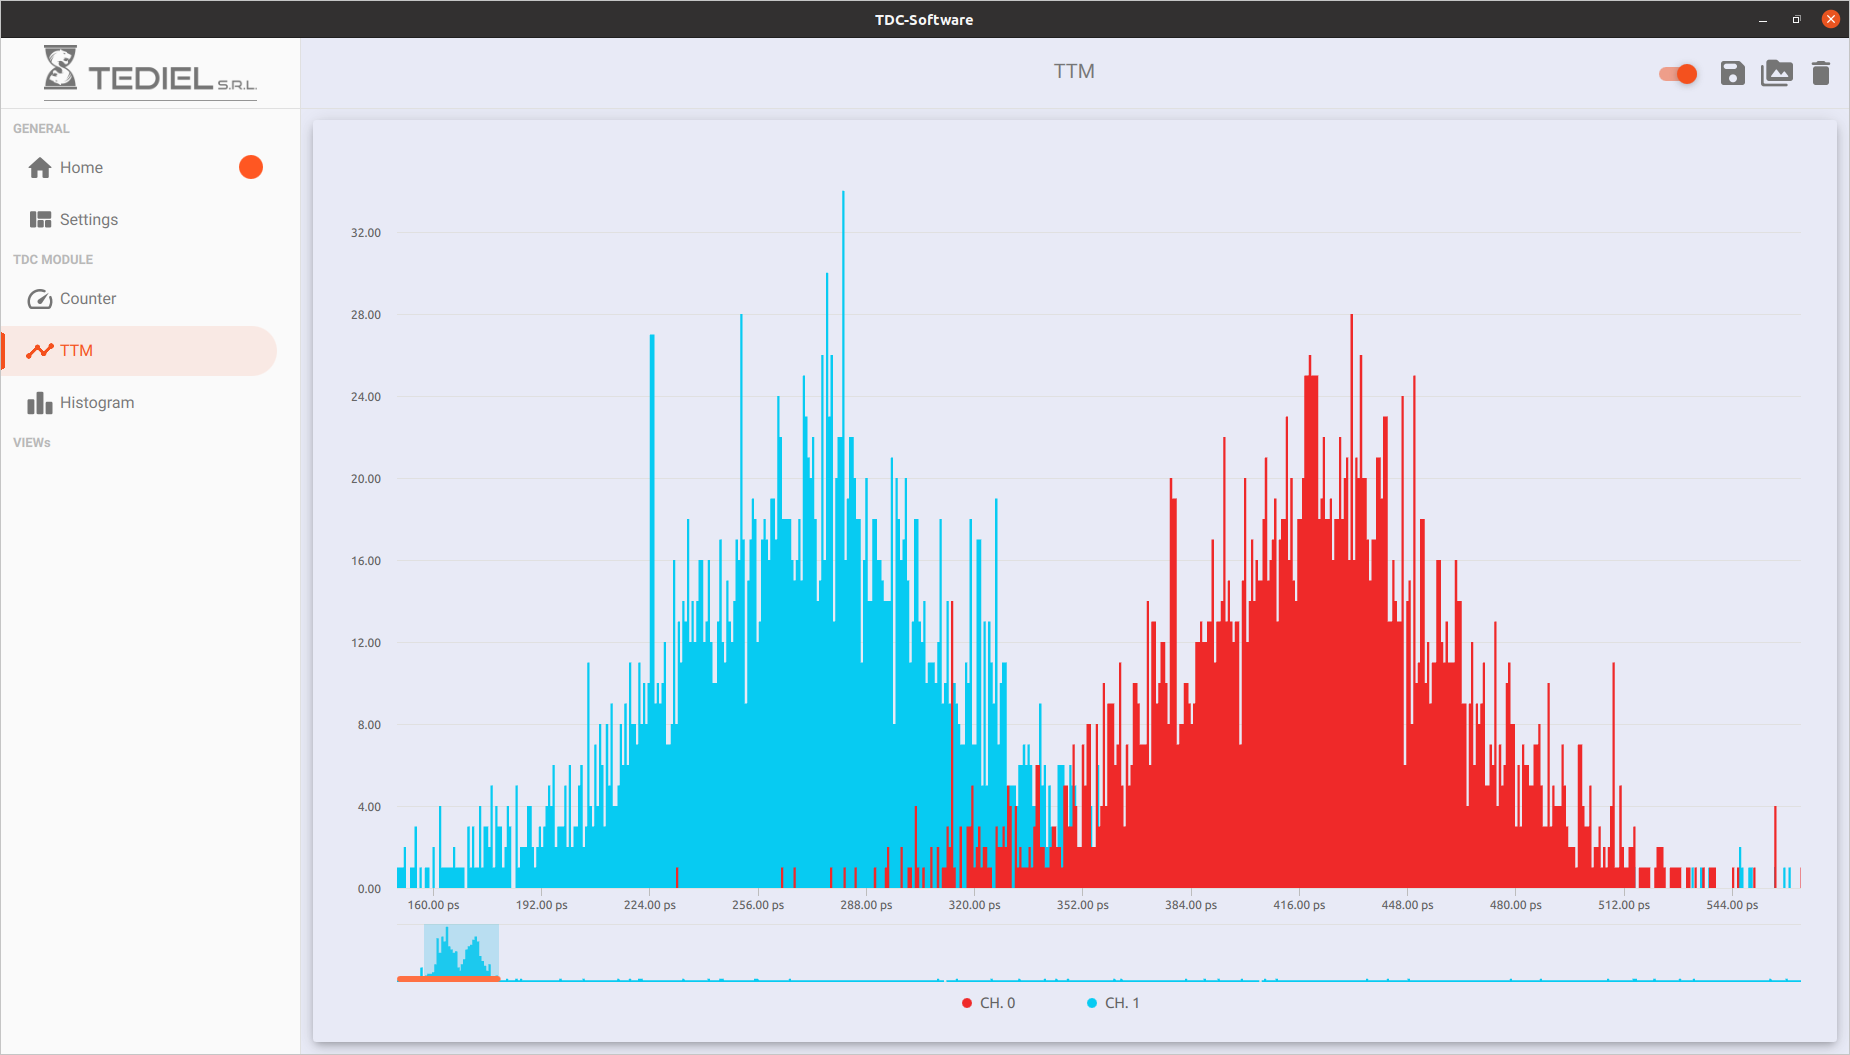 TDC-Software
TEDIEL S.R.L.
TTM
GENERAL
Home
Settings
TDC MODULE
Counter
TTM
Histogram
VIEWs
32.00
28.00
24.00
20.00
16.00
12.00
8.00
4.00
0.00
160.00 ps 192.00 ps 224.00 ps 256.00 ps 288.00 ps 320.00 ps 352.00 ps 384.00 ps 416.00 ps 448.00 ps 480.00 ps 512.00 ps 544.00 ps
CH. 0 CH. 1